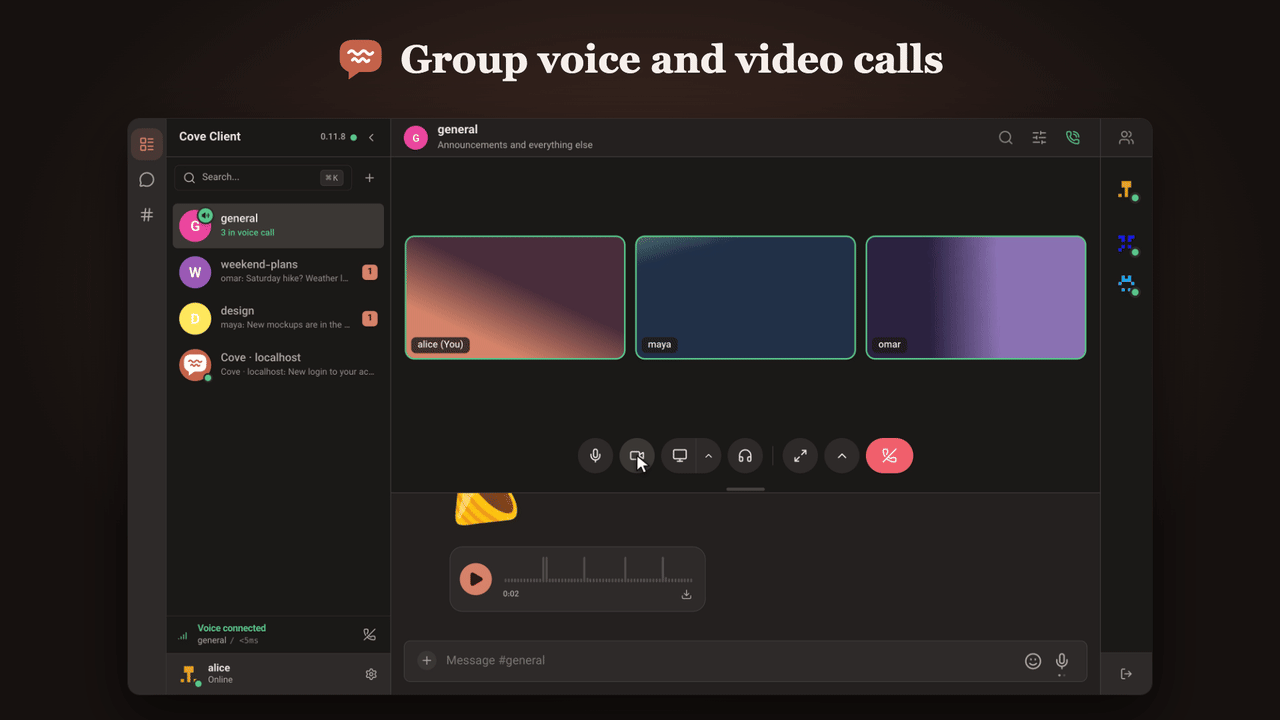 Group voice and video calls
Cove Client
0.11.8
Search...
⌘K
G
general
3 in voice call
W
weekend-plans
omar: Saturday hike? Weather l...
1
D
design
maya: New mockups are in the ...
1
Cove · localhost
Cove · localhost: New login to your ac...
Voice connected
general / <5ms
alice
Online
G
general
Announcements and everything else
alice (You)
maya
omar
0:02
Message #general